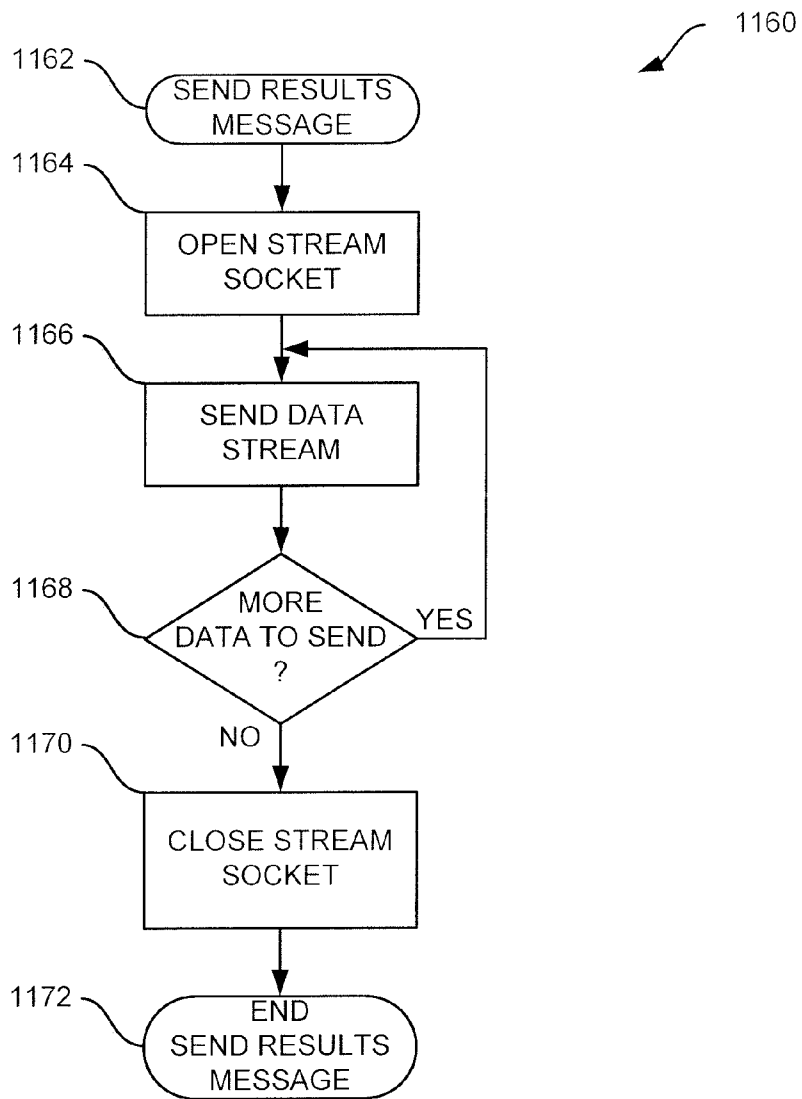 1160
1162
SEND RESULTS
MESSAGE
1164
OPEN STREAM
SOCKET
1166
SEND DATA
STREAM
1168
MORE
DATA TO SEND
?
YES
NO
1170
CLOSE STREAM
SOCKET
1172
END
SEND RESULTS
MESSAGE